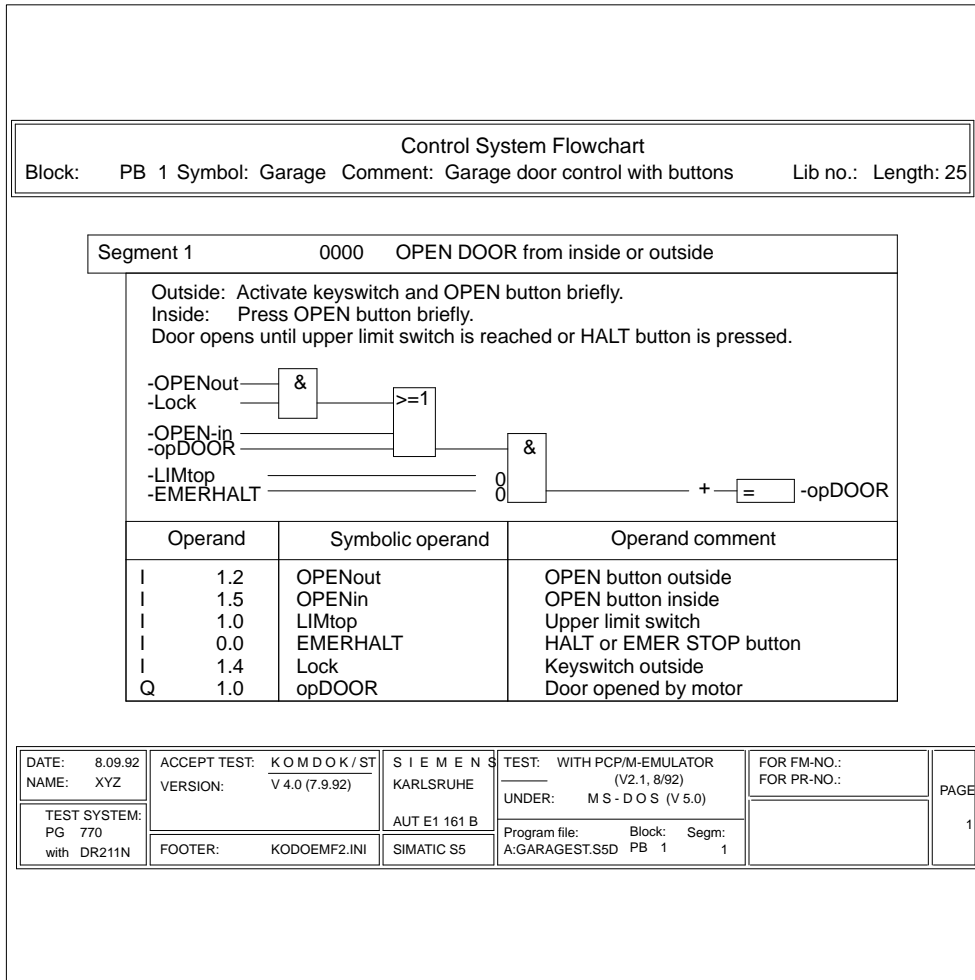 Control System Flowchart
Block: PB 1 Symbol: Garage Comment: Garage door control with buttons Lib no.: Length: 25
Segment 1 0000 OPEN DOOR from inside or outside
Outside: Activate keyswitch and OPEN button briefly.
Inside: Press OPEN button briefly.
Door opens until upper limit switch is reached or HALT button is pressed.
-OPENout &
-Lock >=1
-OPEN-in
-opDOOR &
-LIMtop 0
-EMERHALT 0 + = -opDOOR
Operand Symbolic operand Operand comment
I 1.2 OPENout OPEN button outside
I 1.5 OPENin OPEN button inside
I 1.0 LIMtop Upper limit switch
I 0.0 EMERHALT HALT or EMER STOP button
I 1.4 Lock Keyswitch outside
Q 1.0 opDOOR Door opened by motor
DATE: 8.09.92
NAME: XYZ
TEST SYSTEM:
PG 770
with DR211N
ACCEPT TEST: K O M D O K / ST
VERSION: V 4.0 (7.9.92)
FOOTER: KODOEMF2.INI
S I E M E N S
KARLSRUHE
AUT E1 161 B
SIMATIC S5
TEST: WITH PCP/M-EMULATOR
(V2.1, 8/92)
UNDER: M S - D O S (V 5.0)
Program file: Block: Segm:
A:GARAGEST.S5D PB 1 1
FOR FM-NO.:
FOR PR-NO.:
PAGE
1